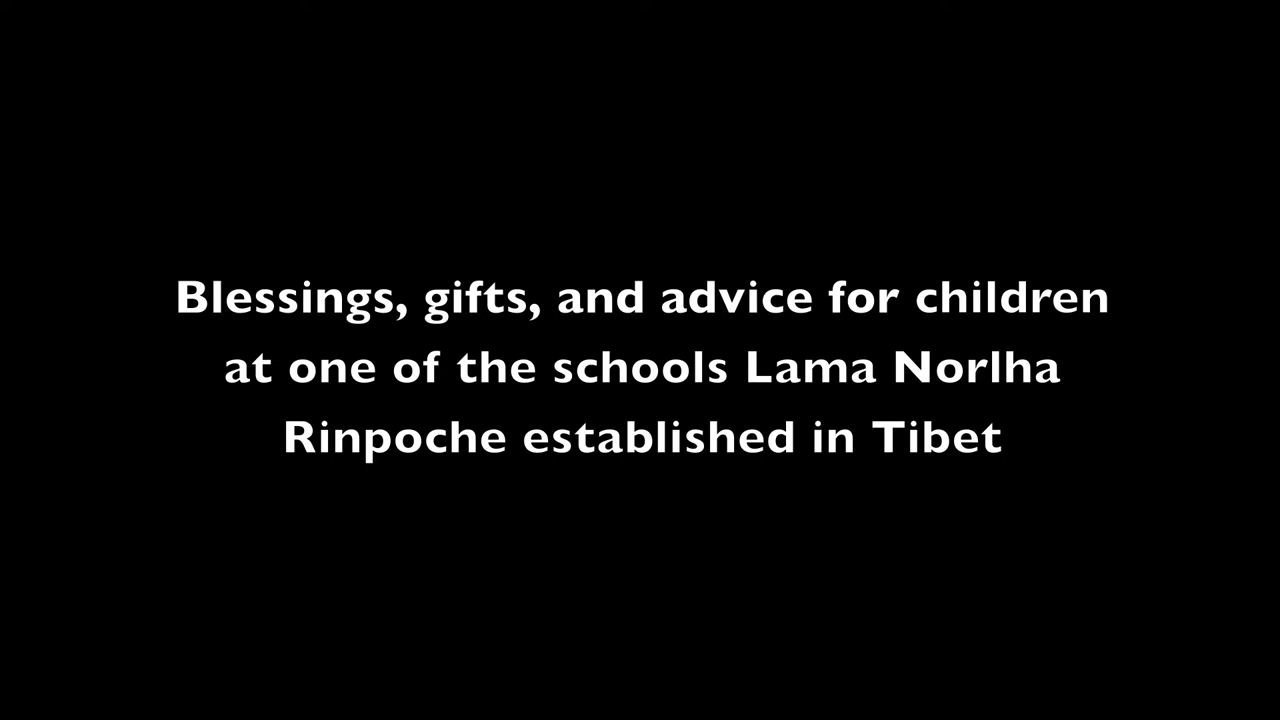 Blessings, gifts, and advice for children
at one of the schools Lama Norlha
Rinpoche established in Tibet